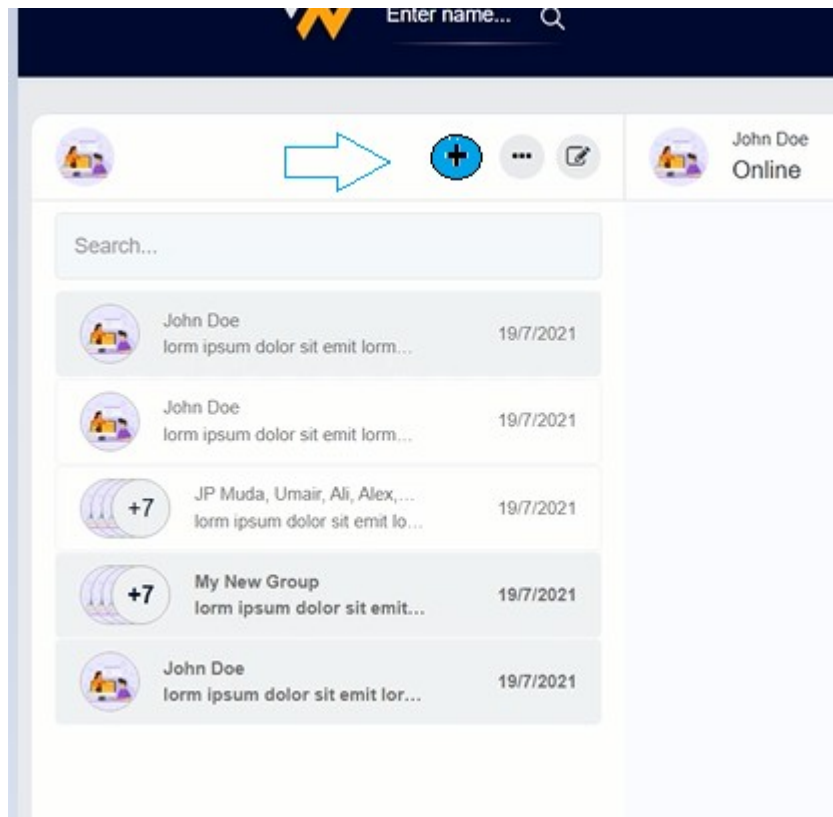 Enter name...
John Doe
Online
Search...
John Doe
lorm ipsum dolor sit emit lorm...
19/7/2021
John Doe
lorm ipsum dolor sit emit lorm...
19/7/2021
+7
JP Muda, Umair, Ali, Alex,...
lorm ipsum dolor sit emit lo...
19/7/2021
+7
My New Group
lorm ipsum dolor sit emit...
19/7/2021
John Doe
lorm ipsum dolor sit emit lor...
19/7/2021